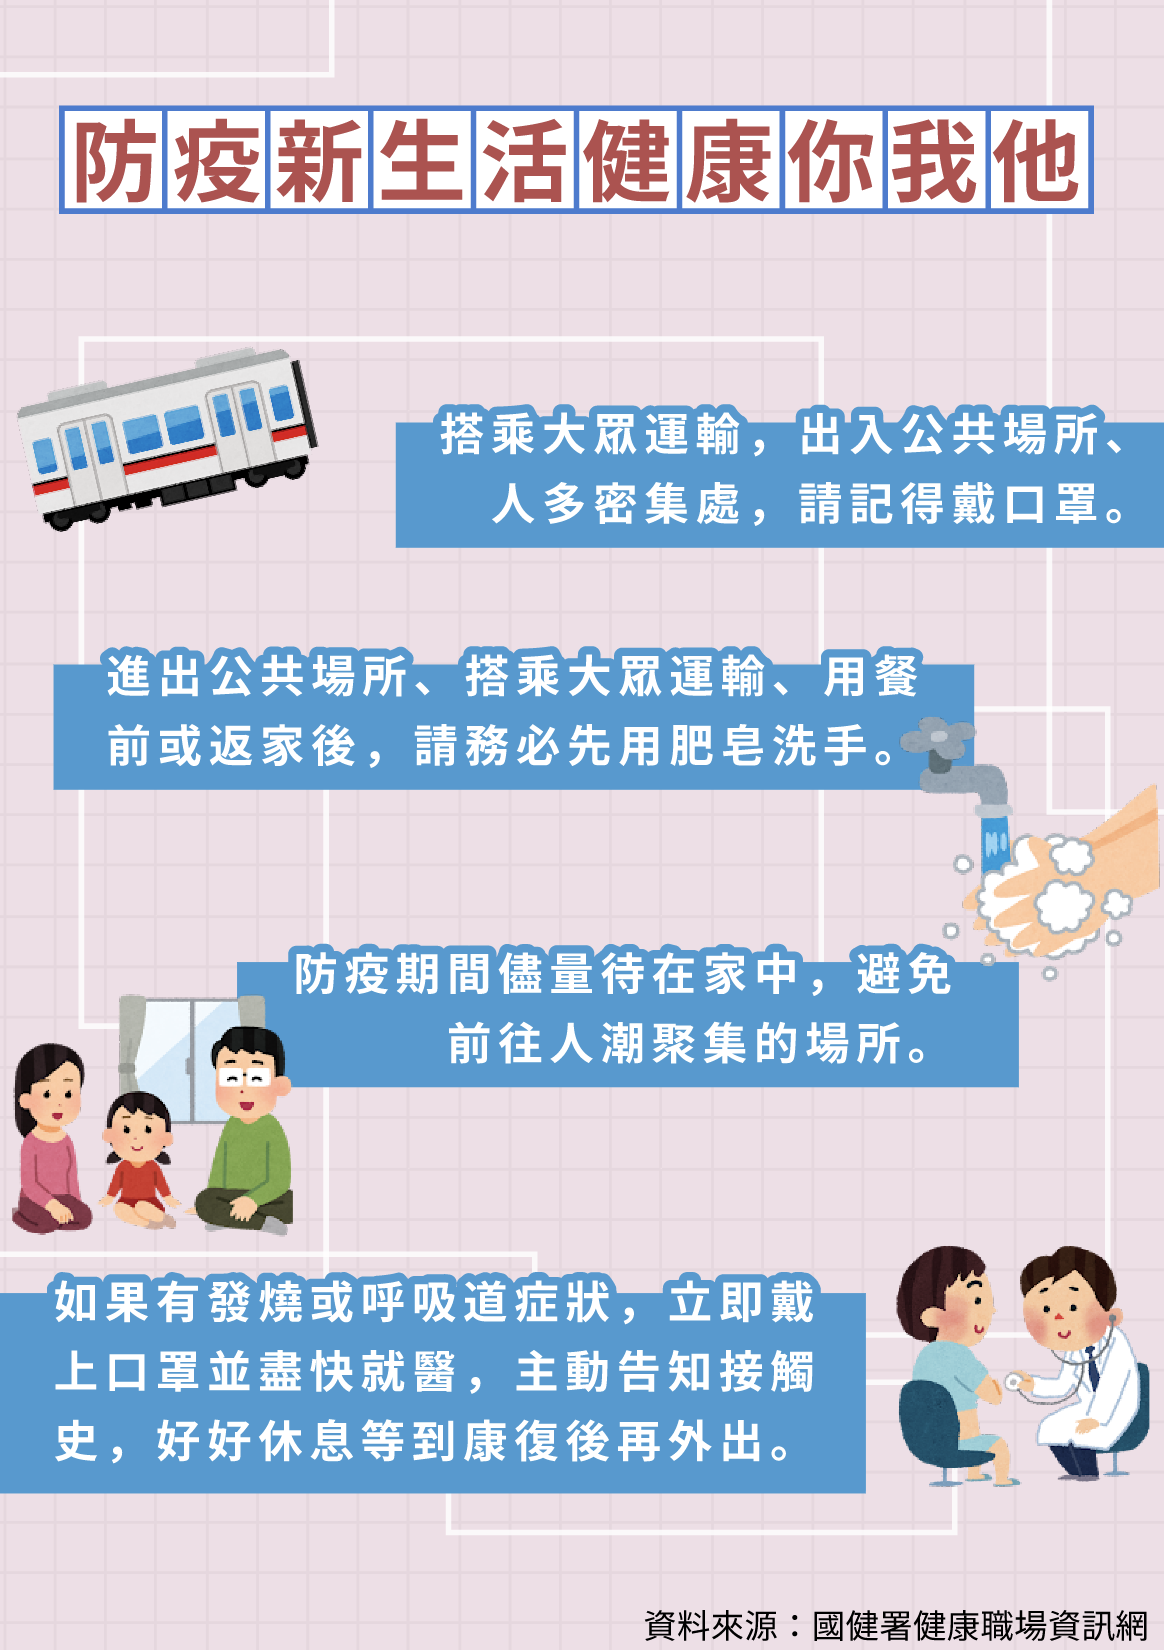 防疫新生活健康你我他
搭乘大眾運輸，出入公共場所、
人多密集處，請記得戴口罩。
進出公共場所、搭乘大眾運輸、用餐
前或返家後，請務必先用肥皂洗手。
防疫期間儘量待在家中，避免
前往人潮聚集的場所。
如果有發燒或呼吸道症狀，立即戴
上口罩並盡快就醫，主動告知接觸
史，好好休息等到康復後再外出。
資料來源：國健署健康職場資訊網